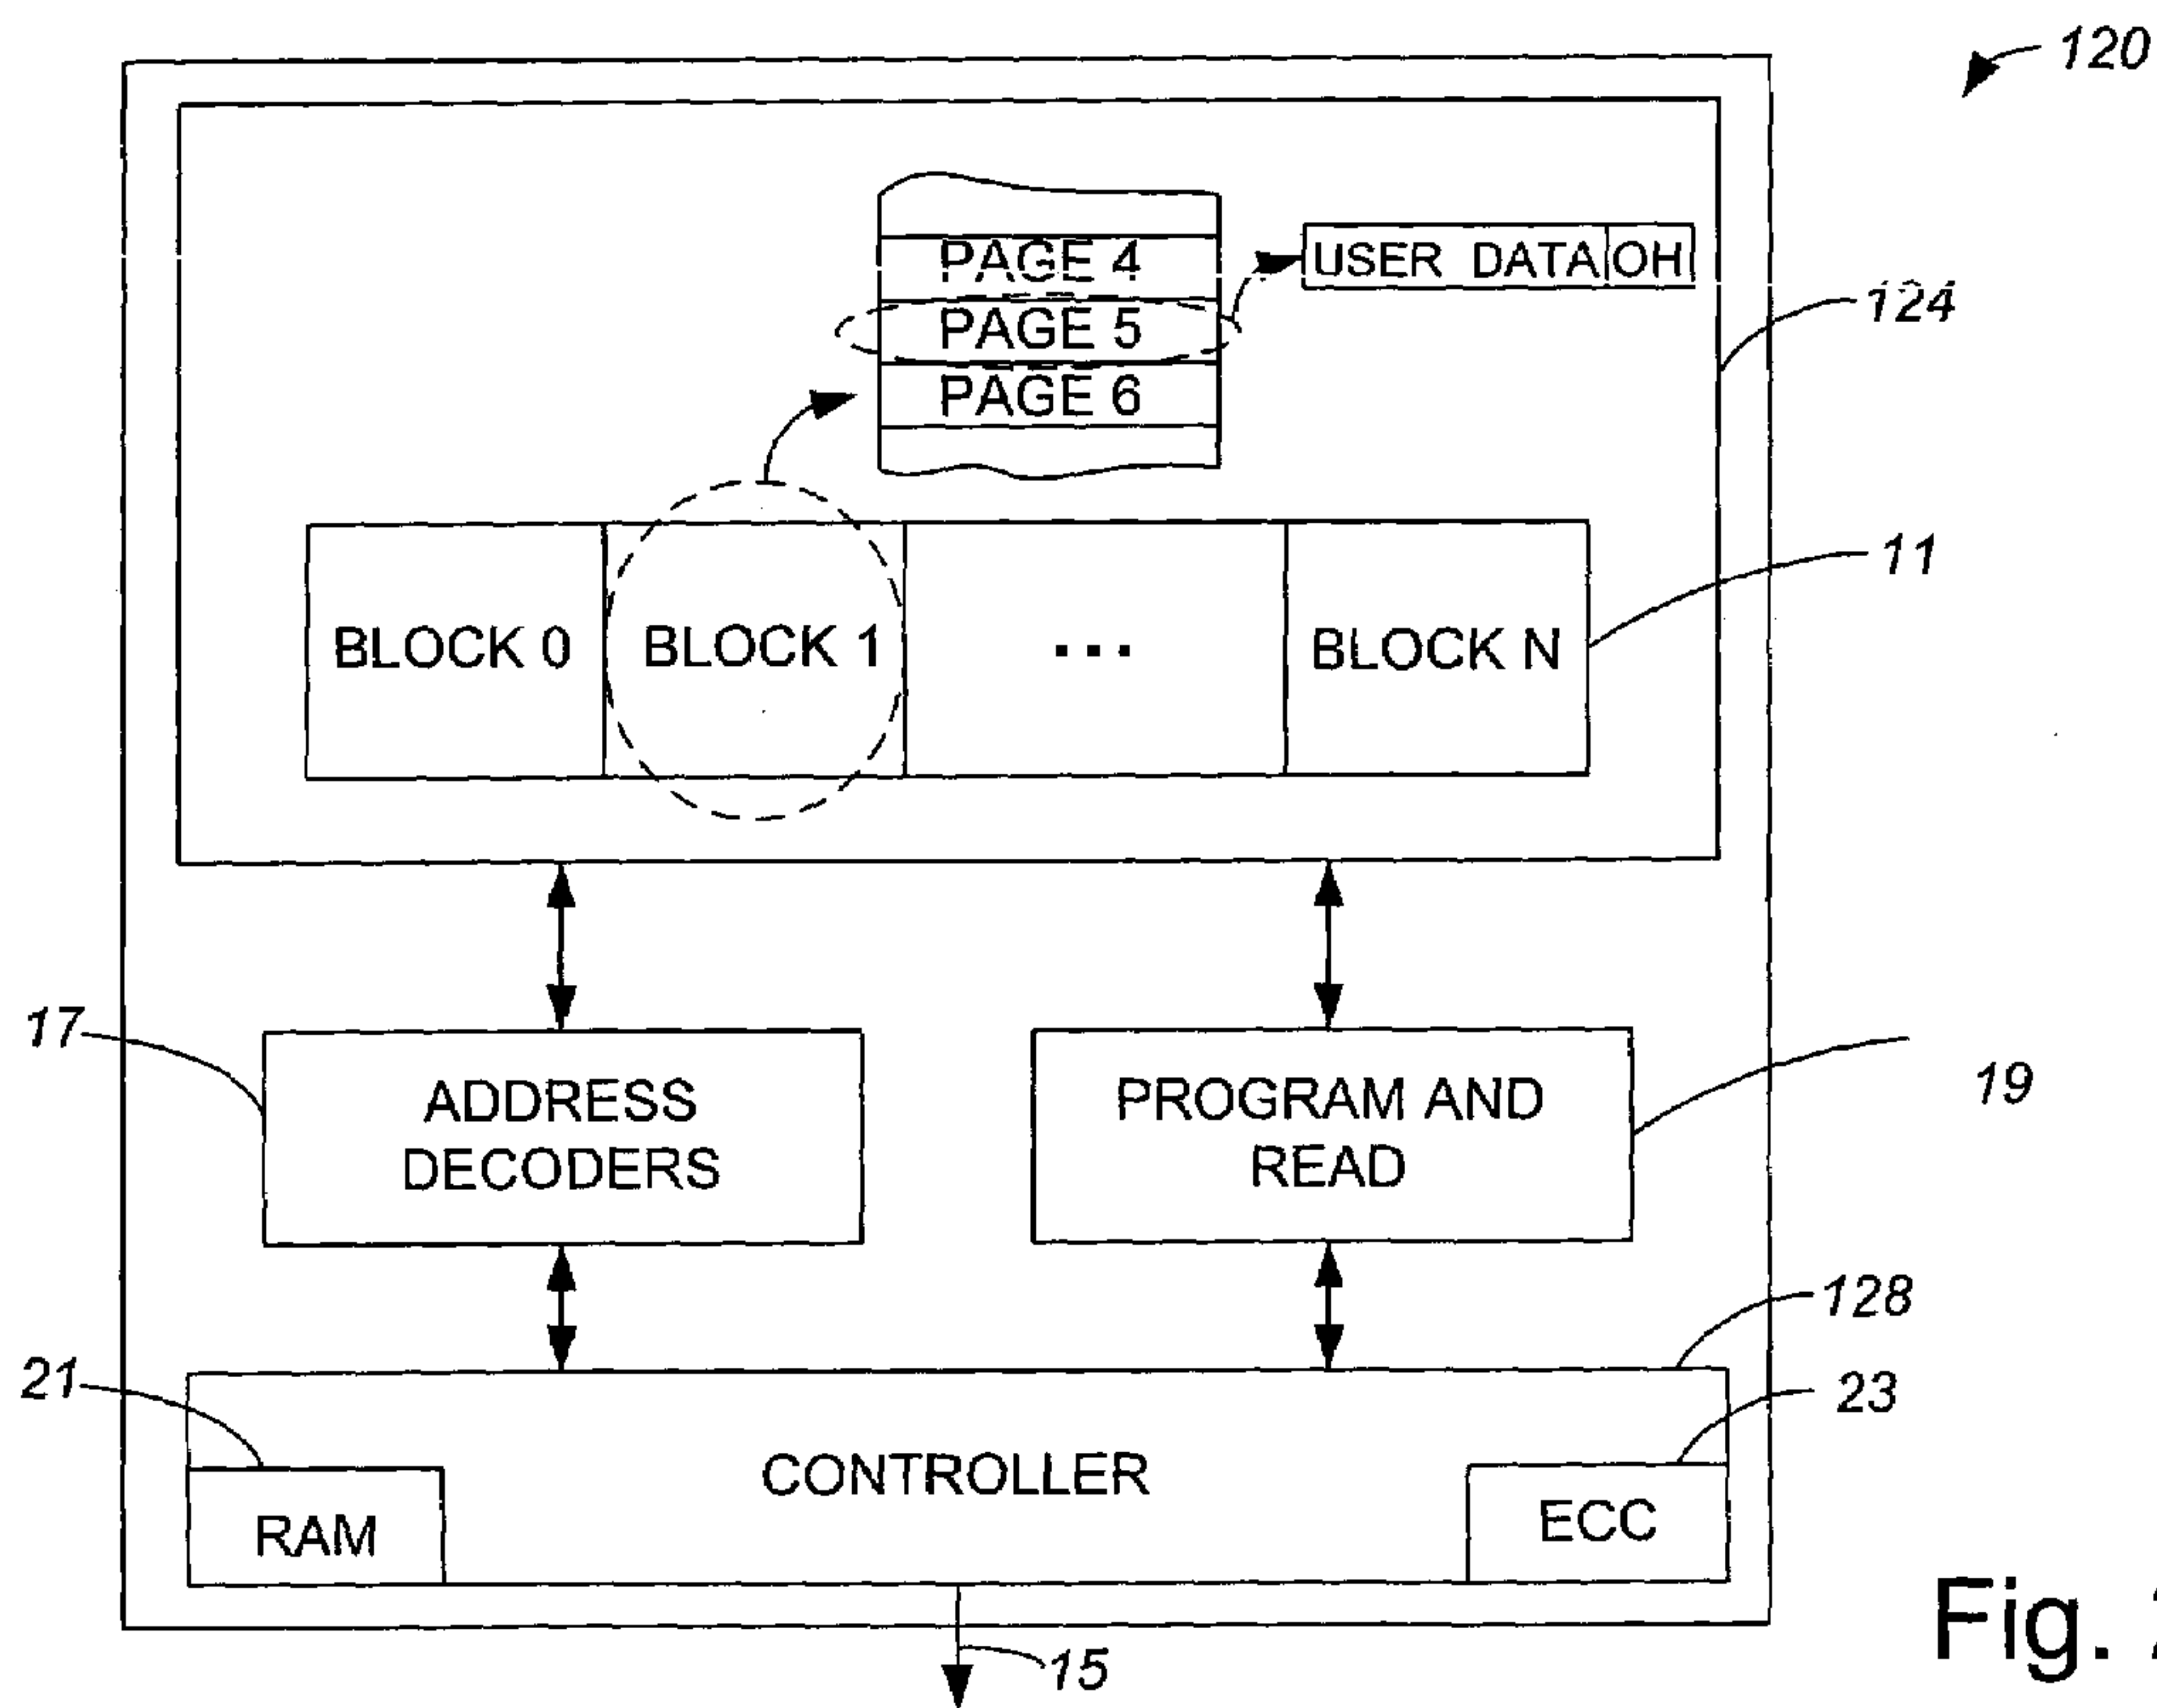 120
PAGE 4
USER DATA OH
124
PAGE 5
PAGE 6
11
BLOCK 0 BLOCK 1 ... BLOCK N
17
ADDRESS
DECODERS
PROGRAM AND
READ
19
128
21
23
CONTROLLER
RAM
ECC
15
Fig.